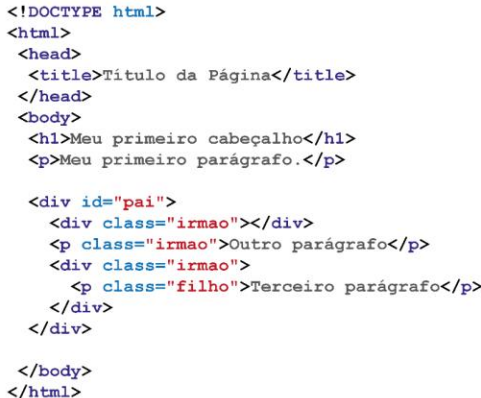 <!DOCTYPE html>
<html>
 <head>
  <title>Título da Página</title>
 </head>
 <body>
  <h1>Meu primeiro cabeçalho</h1>
  <p>Meu primeiro parágrafo.</p>

  <div id="pai">
    <div class="irmao"></div>
    <p class="irmao">Outro parágrafo</p>
    <div class="irmao">
      <p class="filho">Terceiro parágrafo</p>
    </div>
  </div>

 </body>
</html>